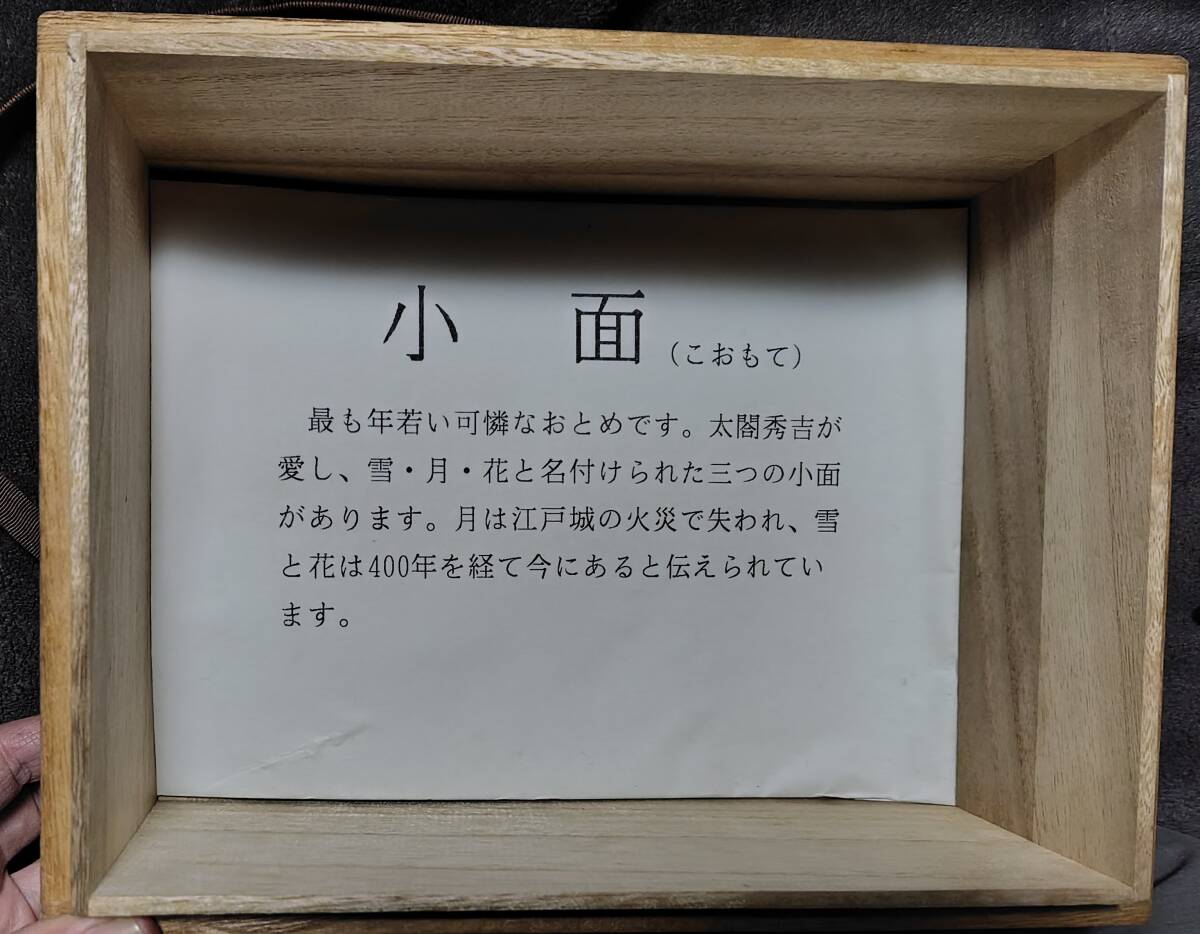 小 面 (こおもて)
最も年若い可憐なおとめです。太閤秀吉が
愛し、雪・月・花と名付けられた三つの小面
があります。月は江戸城の火災で失われ、雪
と花は400年を経て今にあると伝えられてい
ます。